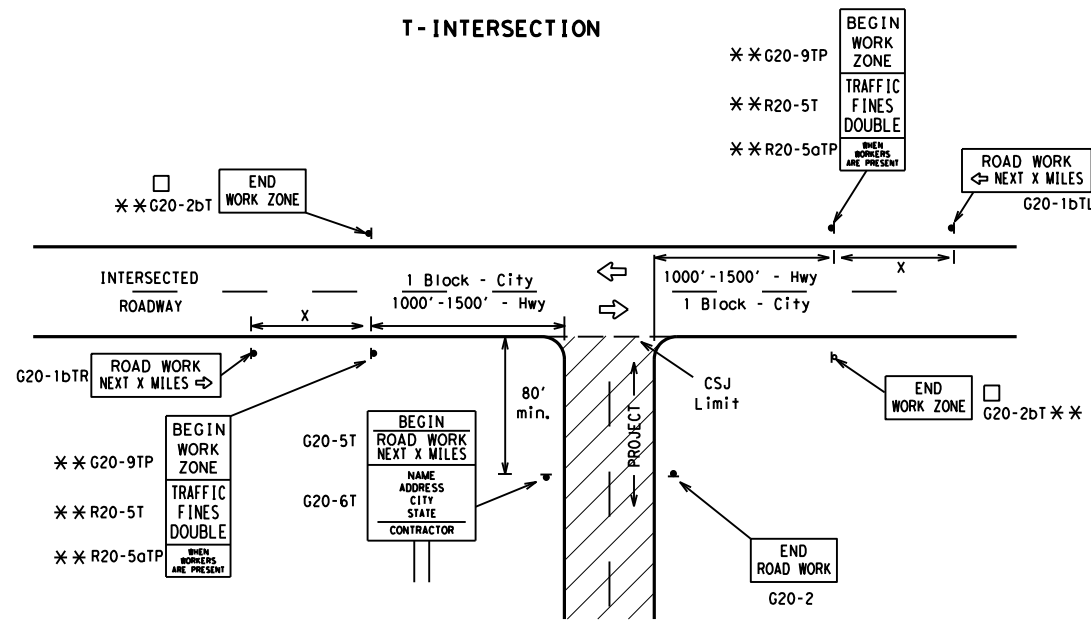 T-INTERSECTION
BEGIN
WORK
ZONE
TRAFFIC
FINES
DOUBLE
WHEN
WORKERS
ARE PRESENT
**G20-9TP
**R20-5T
**R20-5aTP
ROAD WORK
⇦ NEXT X MILES
G20-1bTL
END
WORK ZONE
□
**G20-2bT
INTERSECTED
ROADWAY
1 Block - City
1000'-1500' - Hwy
X
1000'-1500' - Hwy
1 Block - City
X
G20-1bTR
ROAD WORK
NEXT X MILES ⇨
80'
min.
CSJ
Limit
PROJECT
END
WORK ZONE
□
G20-2bT **
BEGIN
WORK
ZONE
TRAFFIC
FINES
DOUBLE
WHEN
WORKERS
ARE PRESENT
**G20-9TP
**R20-5T
**R20-5aTP
G20-5T
BEGIN
ROAD WORK
NEXT X MILES
G20-6T
NAME
ADDRESS
CITY
STATE
CONTRACTOR
END
ROAD WORK
G20-2